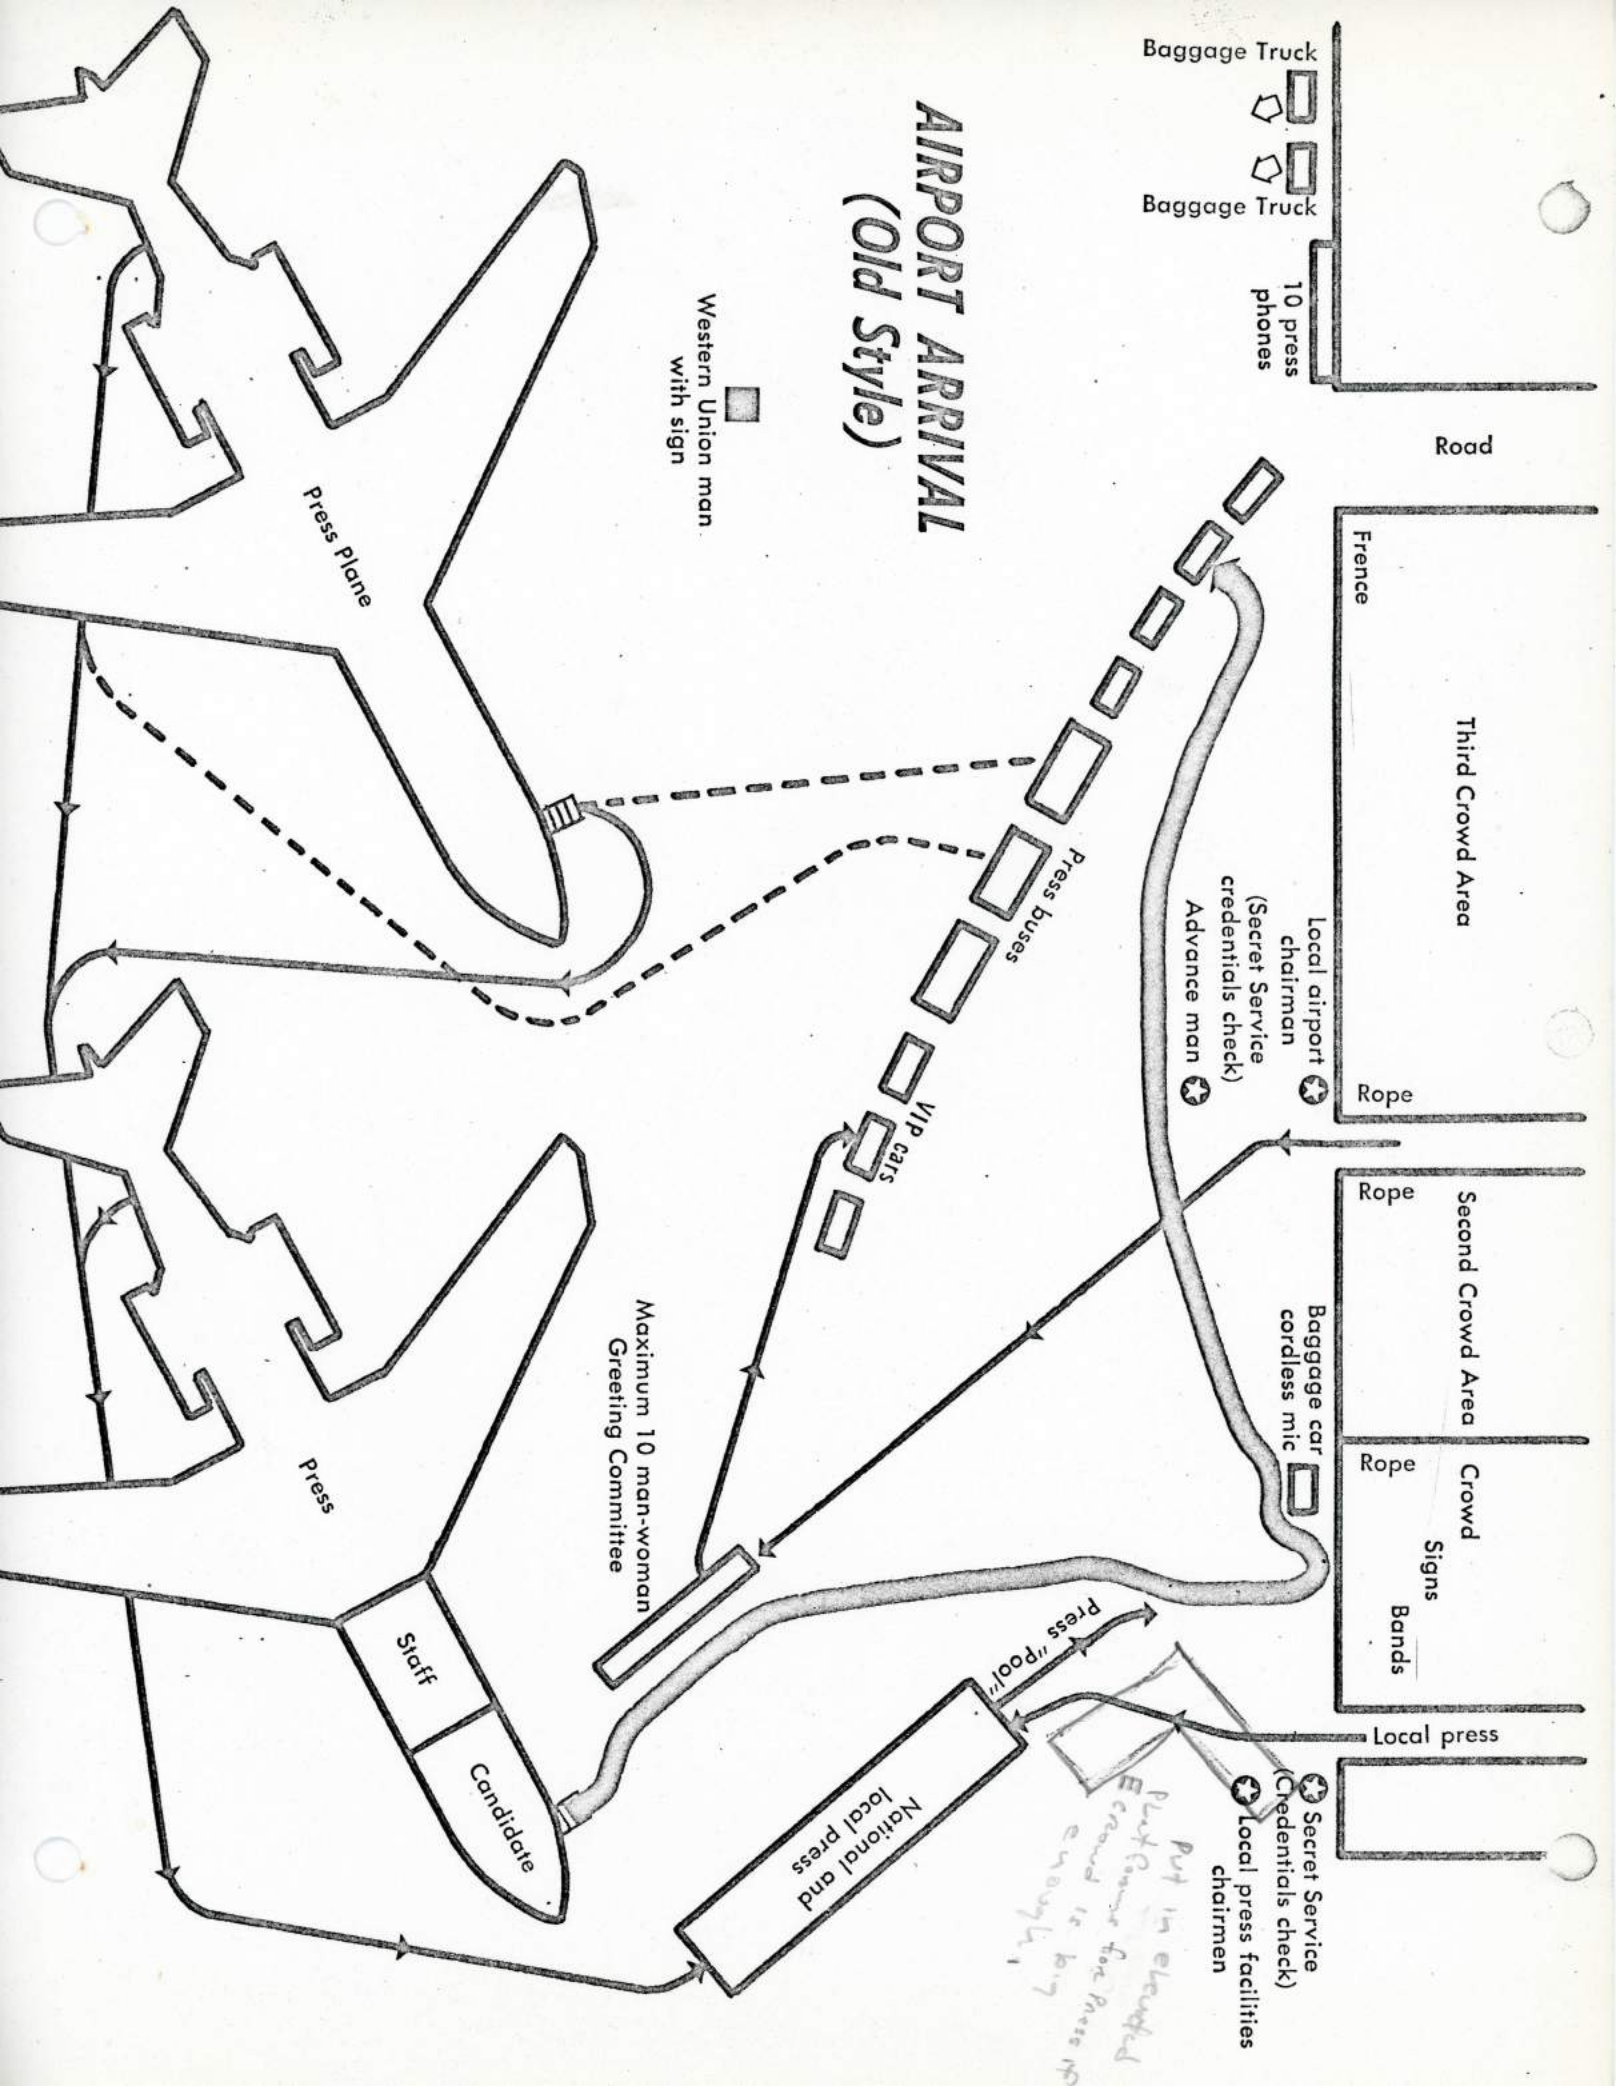 AIRPORT ARRIVAL
(Old Style)
Baggage Truck
Baggage Truck
10 press
phones
Road
Frence
Third Crowd Area
Rope
Rope
Second Crowd Area
Rope
Crowd
Signs
Bands
Local press
Local airport
chairman
(Secret Service
credentials check)
Advance man
Baggage car
cordless mic
Secret Service
(Credentials check)
Local press facilities
chairmen
Put in elevated
Platforms for Press if
Crowd is big
enough.
Press buses
VIP cars
Press "Pool"
National and
local press
Western Union man
with sign
Maximum 10 man-woman
Greeting Committee
Press Plane
Press
Staff
Candidate